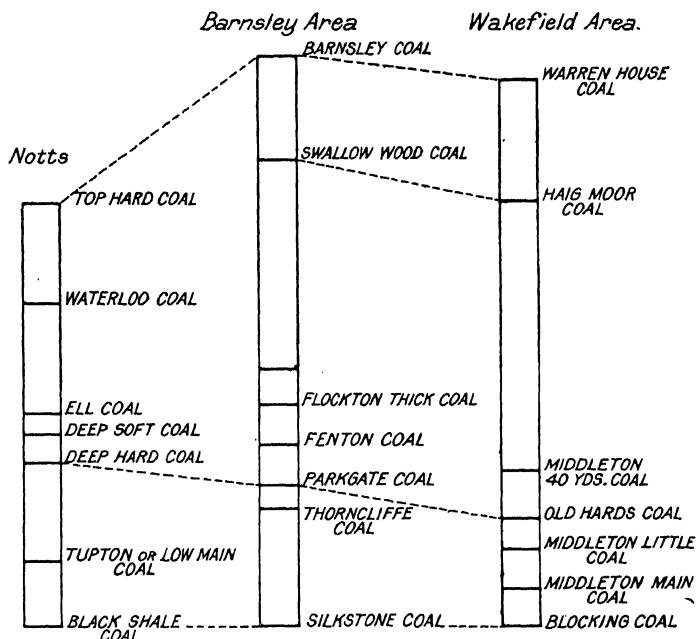 Barnsley Area
Wakefield Area.
Notts
TOP HARD COAL
WATERLOO COAL
ELL COAL
DEEP SOFT COAL
DEEP HARD COAL
TUPTON OR LOW MAIN
COAL
BLACK SHALE
COAL
BARNSLEY COAL
SWALLOW WOOD COAL
FLOCKTON THICK COAL
FENTON COAL
PARKGATE COAL
THORNCLIFFE
COAL
SILKSTONE COAL
WARREN HOUSE
COAL
HAIG MOOR
COAL
MIDDLETON
40 YDS. COAL
OLD HARDS COAL
MIDDLETON LITTLE
COAL
MIDDLETON MAIN
COAL
BLOCKING COAL